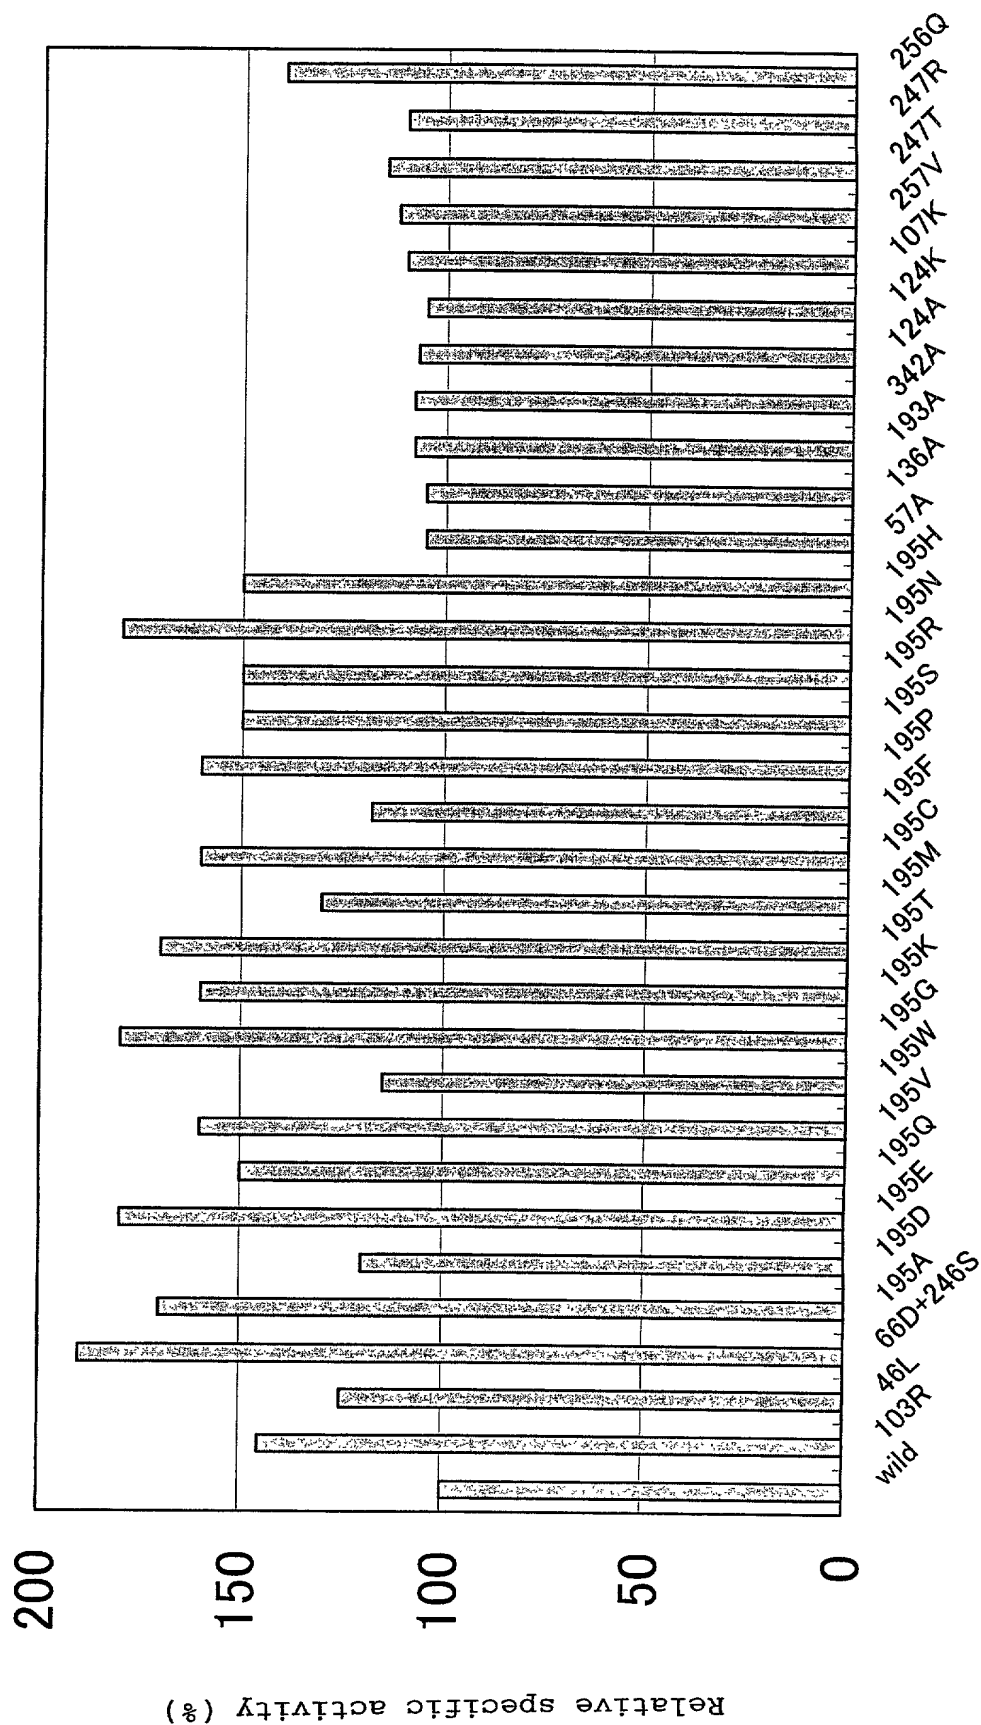 Relative specific activity (%)
200
150
100
50
0
wild
103R
46L
66D+246S
195A
195D
195E
195Q
195V
195W
195G
195K
195T
195M
195C
195F
195P
195S
195R
195N
195H
57A
136A
193A
342A
124A
124K
107K
257V
247T
247R
256Q